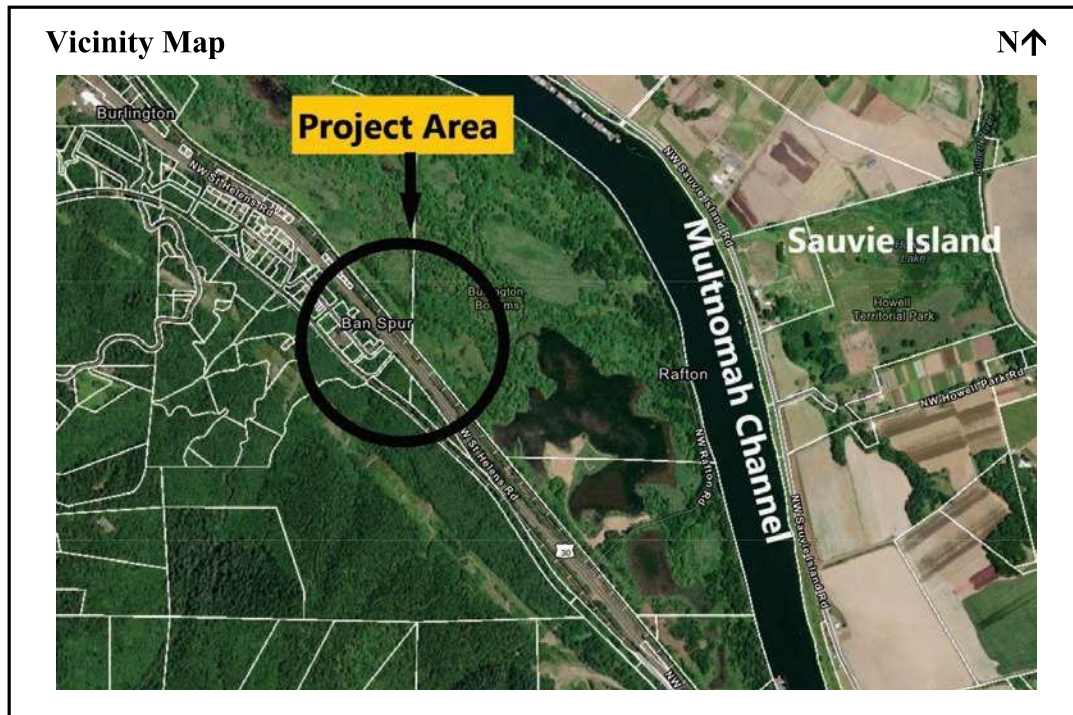 Vicinity Map
N↑
Burlington
Project Area
NW St Helens Rd
NW Sauvie Island Rd
Multnomah Channel
Sauvie Island
Lake
Howell
Territorial Park
Burlington
Bottoms
Ban Spur
Rafton
NW Howell Park Rd
NW St Helens Rd
NW Rafton Rd
NW Sauvie Island Rd
30
NW